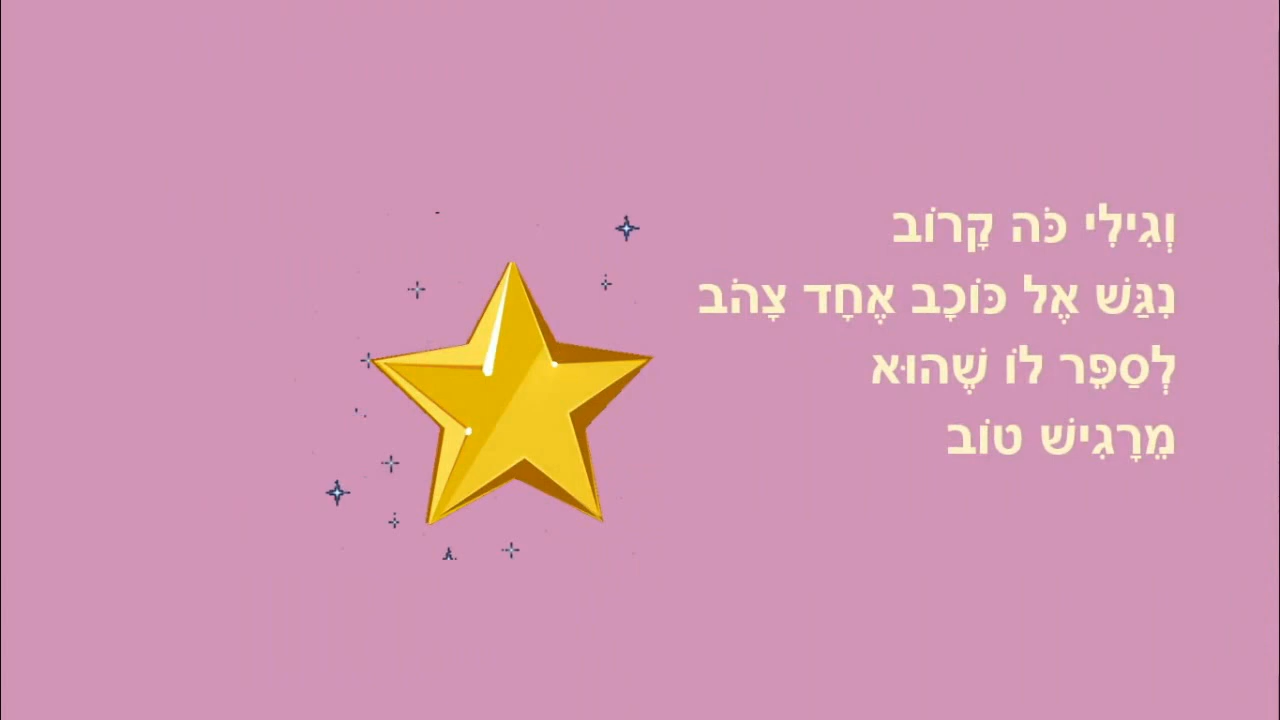 וְגִילִי כֹּה קָרוֹב
נִגַּשׁ אֶל כּוֹכָב אֶחָד צָהֹב
לְסַפֵּר לוֹ שֶׁהוּא
מֵרָגִישׁ טוֹב